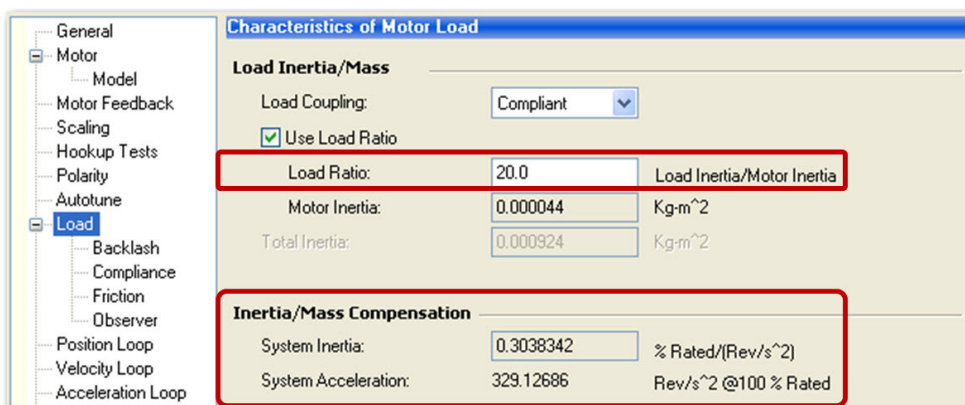 Characteristics of Motor Load
General
Motor
Model
Motor Feedback
Scaling
Hookup Tests
Polarity
Autotune
Load
Backlash
Compliance
Friction
Observer
Position Loop
Velocity Loop
Acceleration Loop
Load Inertia/Mass
Load Coupling: Compliant
Use Load Ratio
Load Ratio: 20.0 Load Inertia/Motor Inertia
Motor Inertia: 0.000044 Kg-m^2
Total Inertia: 0.000924 Kg-m^2
Inertia/Mass Compensation
System Inertia: 0.3038342 % Rated/(Rev/s^2)
System Acceleration: 329.12686 Rev/s^2 @100 % Rated